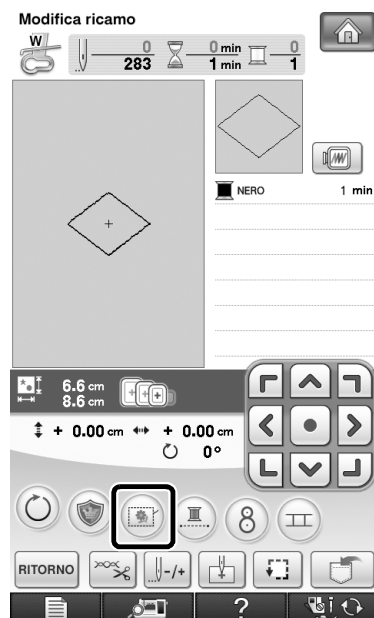 Modifica ricamo
W
0 0 min 0
283 1 min 1
NERO 1 min
6.6 cm
8.6 cm
+ 0.00 cm + 0.00 cm
0°
8
RITORNO -/+
? i